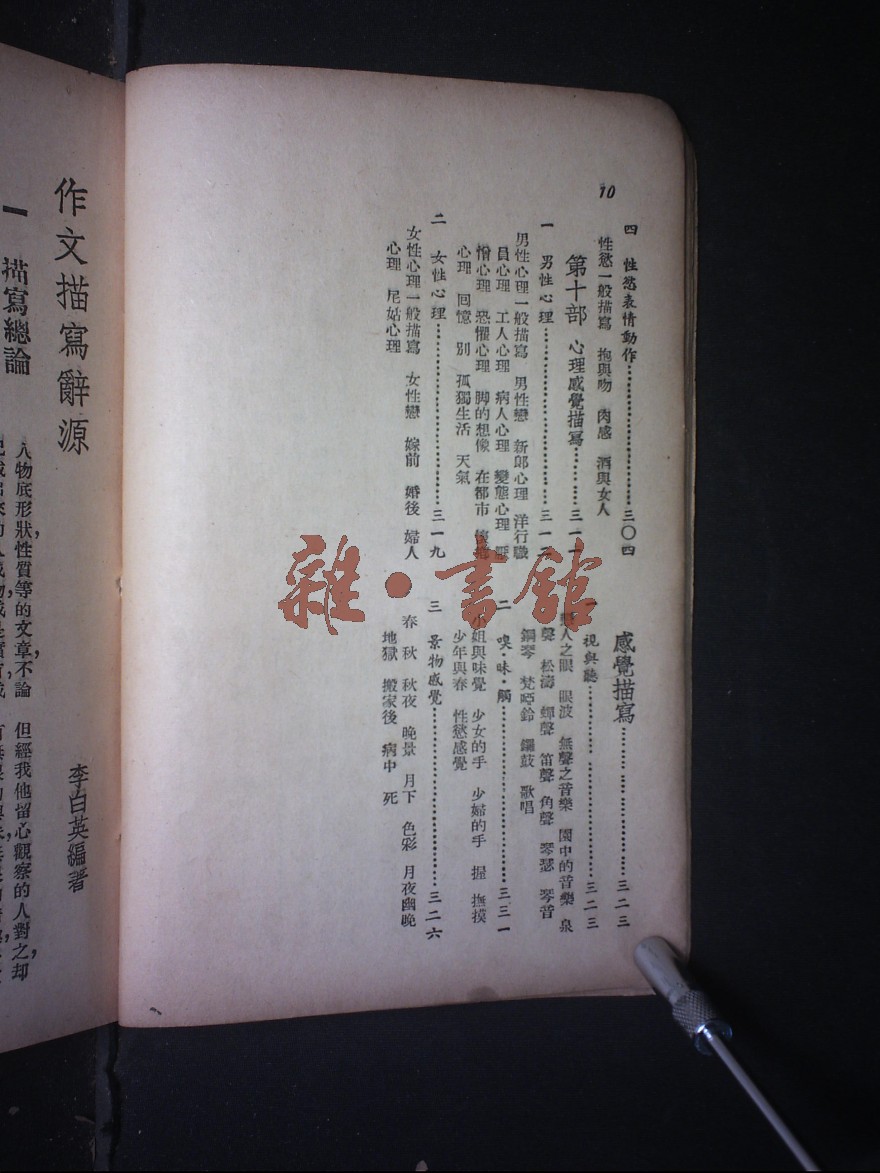 10
四 性慾表情動作……三〇四
性慾一般描寫 抱與吻 肉感 酒與女人
第十部 心理感覺描寫……三一一
一 男性心理……三一
男性心理一般描寫 男性戀 新郎心理 洋行職
員心理 工人心理 病人心理 變態心理
憎心理 恐懼心理 脚的想像 在都市
心理 回憶 別 孤獨生活 天氣
二 女性心理……三一九
女性心理一般描寫 女性戀 嫁前 婚後 婦人
心理 尼姑心理
感覺描寫……三二三
一 視與聽……三二三
人之眼 眼波 無聲之音樂 園中的音樂 泉
聲 松濤 蟬聲 笛聲 角聲 琴瑟 琴音
鋼琴 梵啞鈴 鑼鼓 歌唱
二 嗅·味·觸……三三一
小姐與味覺 少女的手 少婦的手 握 撫摸
少年與春 性慾感覺
三 景物感覺……三二六
春 秋 秋夜 晚景 月下 色彩 月夜幽晚
地獄 搬家後 病中 死
雜·書館
作文描寫辭源
李白英編著
一 描寫總論
人物底形狀,性質等的文章,不論
但經我他留心觀察的人對之,却